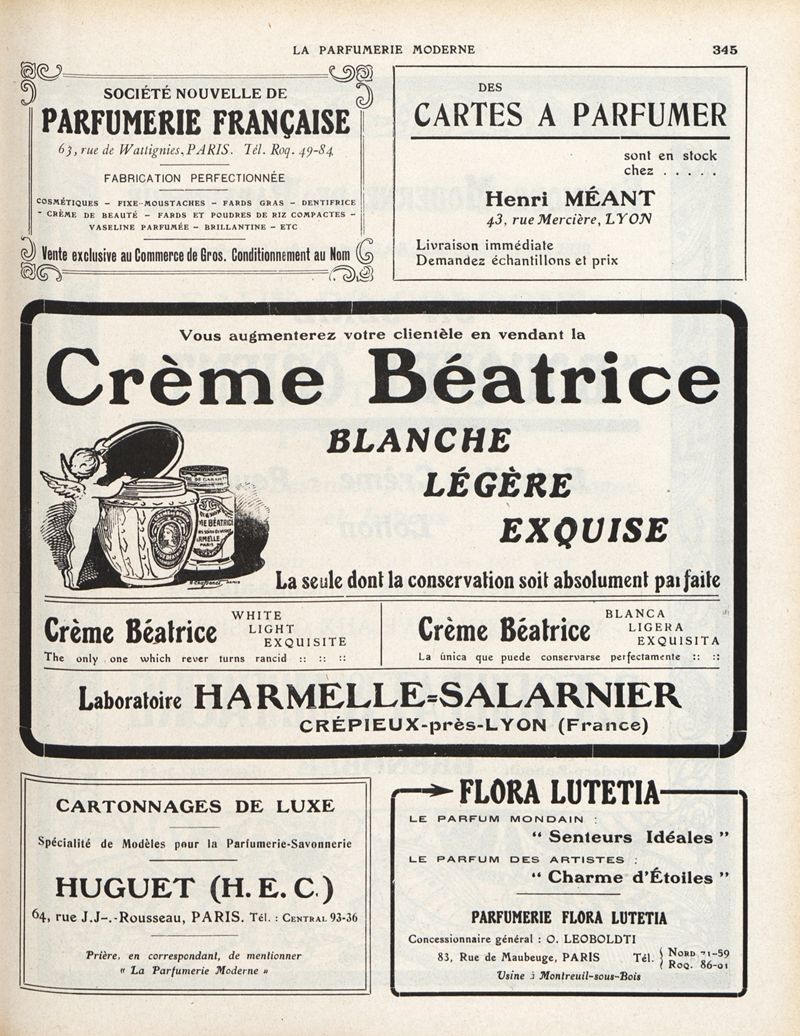 LA PARFUMERIE MODERNE 345
SOCIÉTÉ NOUVELLE DE
PARFUMERIE FRANÇAISE
63, rue de Wattignies, PARIS. Tél. Roq. 49-84
FABRICATION PERFECTIONNÉE
COSMÉTIQUES – FIXE-MOUSTACHES – FARDS GRAS – DENTIFRICE
– CRÈME DE BEAUTÉ – FARDS ET POUDRES DE RIZ COMPACTES –
VASELINE PARFUMÉE – BRILLANTINE – ETC
Vente exclusive au Commerce de Gros. Conditionnement au Nom
DES
CARTES A PARFUMER
sont en stock
chez . . . . .
Henri MÉANT
43, rue Mercière, LYON
Livraison immédiate
Demandez échantillons et prix
Vous augmenterez votre clientèle en vendant la
Crème Béatrice
BLANCHE
LÉGÈRE
EXQUISE
La seule dont la conservation soit absolument parfaite
Crème Béatrice
WHITE
LIGHT
EXQUISITE
The only one which rever turns rancid :: :: ::
Crème Béatrice
BLANCA
LIGERA
EXQUISITA
La única que puede conservarse perfectamente :: ::
Laboratoire HARMELLE=SALARNIER
CRÉPIEUX-près-LYON (France)
CARTONNAGES DE LUXE
Spécialité de Modèles pour la Parfumerie-Savonnerie
HUGUET (H. E. C.)
64, rue J.J-.-Rousseau, PARIS. Tél. : CENTRAL 93-36
Prière, en correspondant, de mentionner
« La Parfumerie Moderne »
FLORA LUTETIA
LE PARFUM MONDAIN :
“ Senteurs Idéales ”
LE PARFUM DES ARTISTES :
“ Charme d'Étoiles ”
PARFUMERIE FLORA LUTETIA
Concessionnaire général : O. LEOBOLDTI
83, Rue de Maubeuge, PARIS Tél. { NORD 71-59
ROQ. 86-01
Usine à Montreuil-sous-Bois